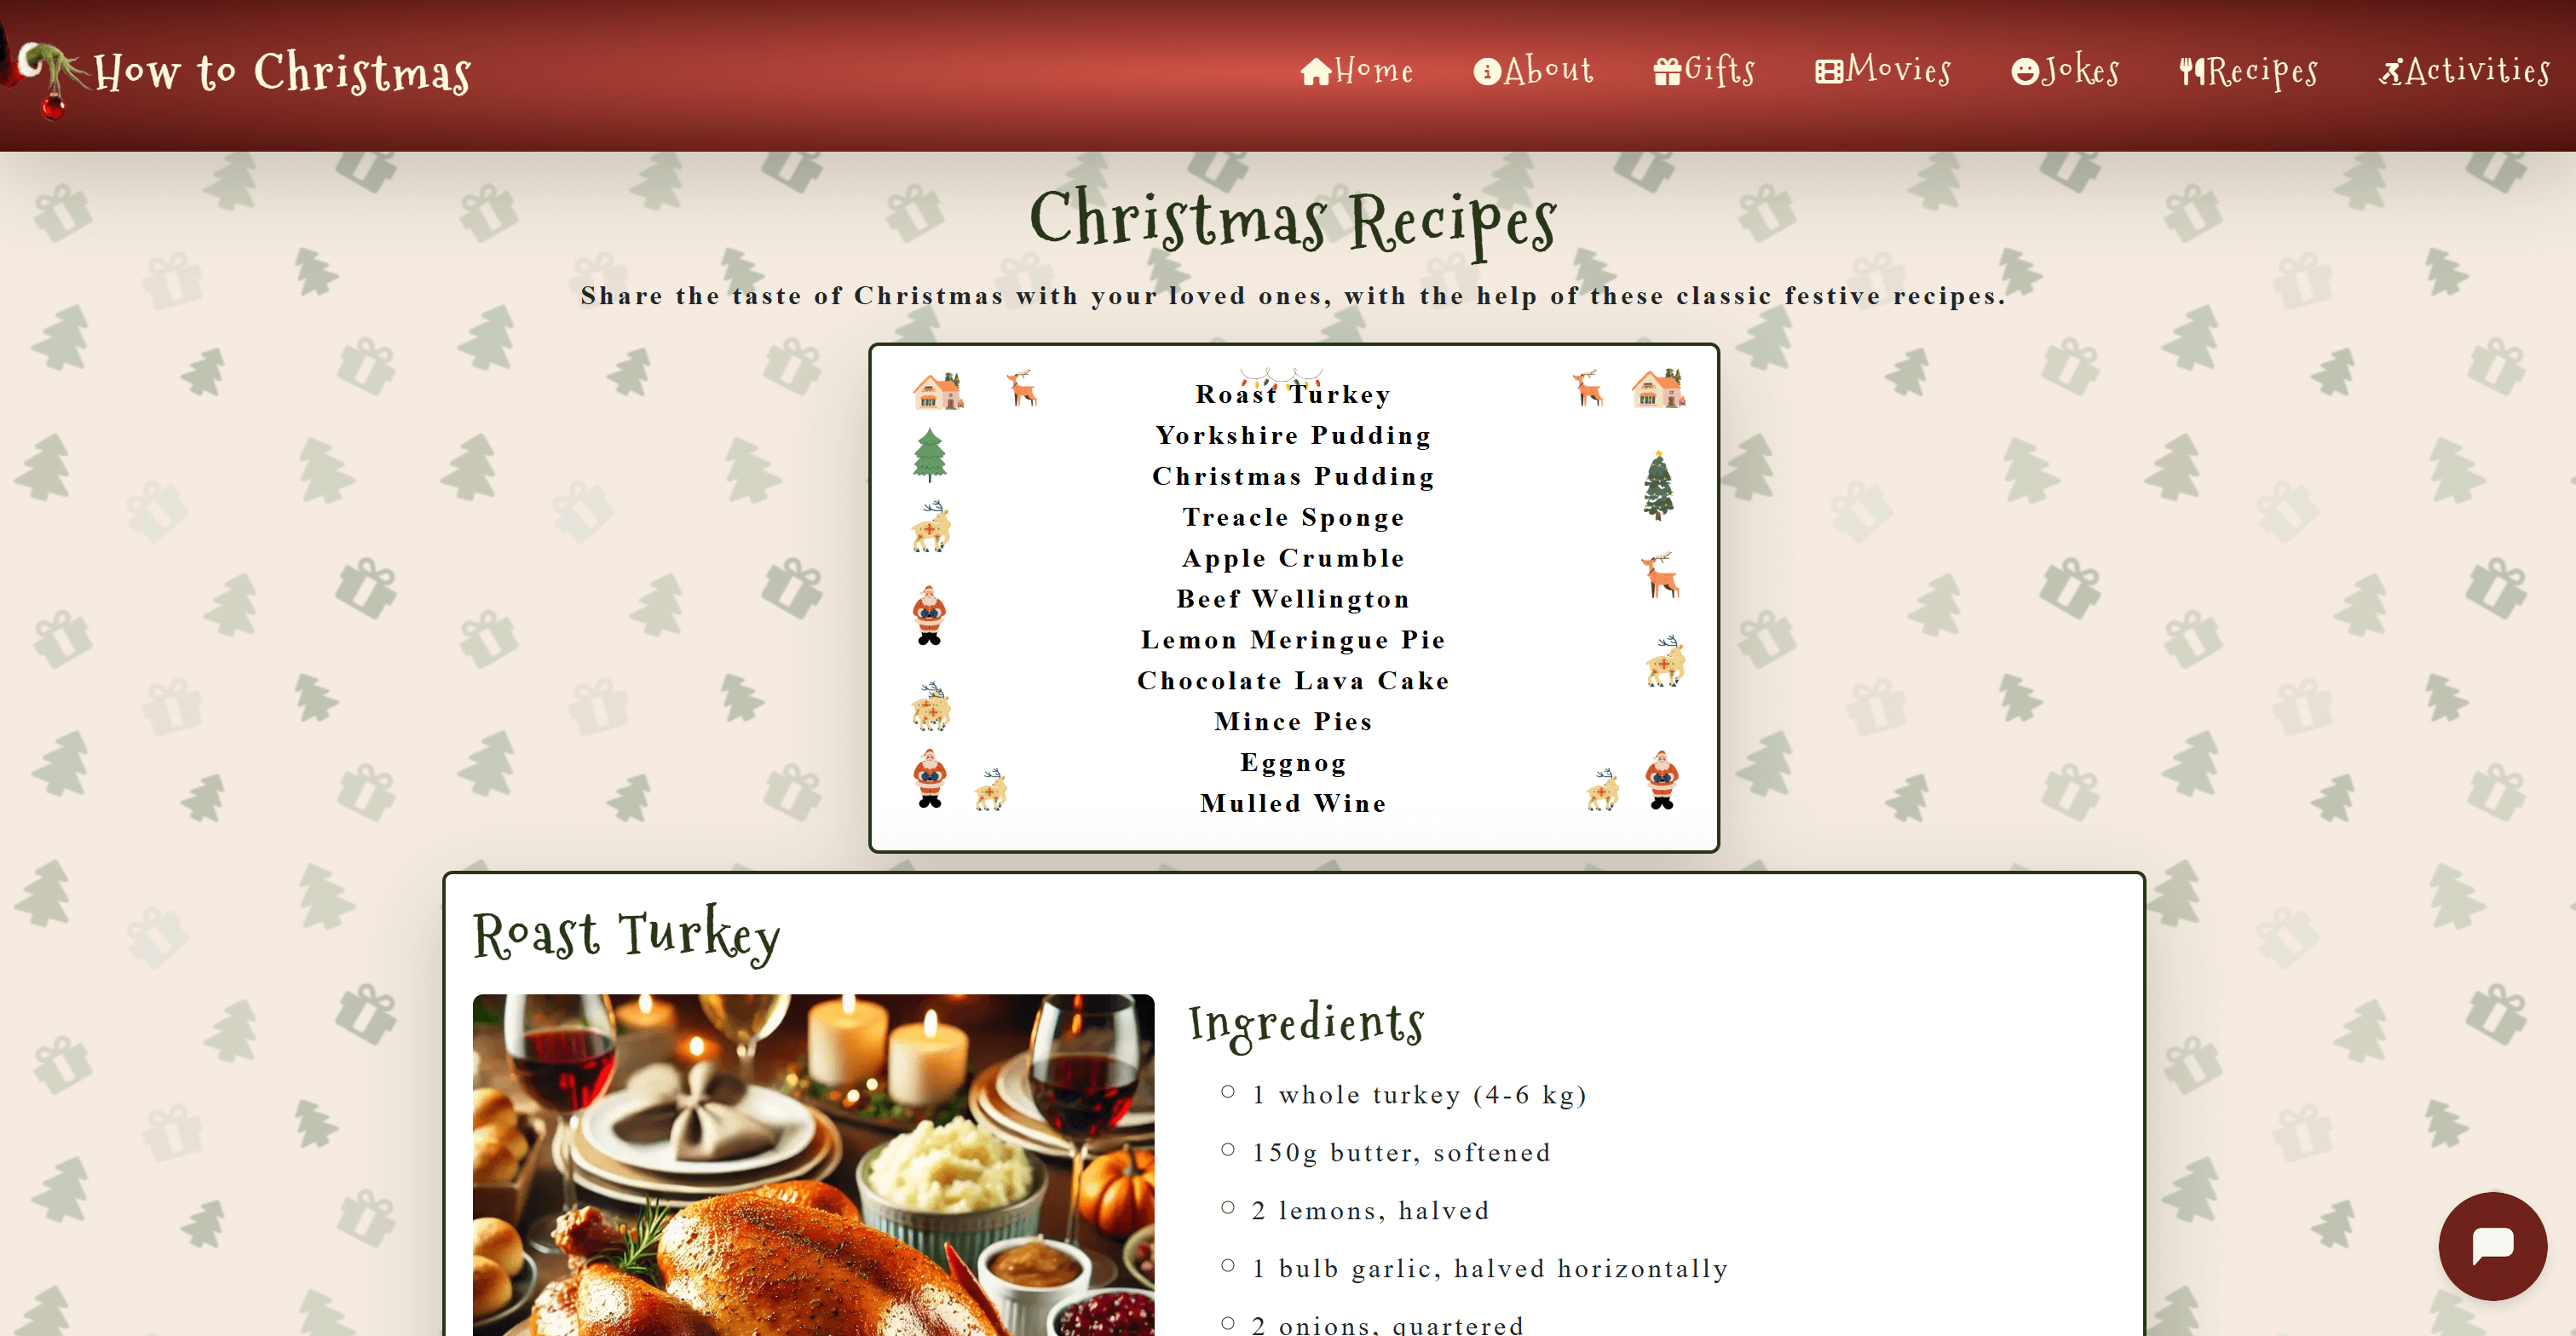 How to Christmas
Home About Gifts Movies Jokes Recipes Activities
Christmas Recipes
Share the taste of Christmas with your loved ones, with the help of these classic festive recipes.
Roast Turkey
Yorkshire Pudding
Christmas Pudding
Treacle Sponge
Apple Crumble
Beef Wellington
Lemon Meringue Pie
Chocolate Lava Cake
Mince Pies
Eggnog
Mulled Wine
Roast Turkey
Ingredients
1 whole turkey (4-6 kg)
150g butter, softened
2 lemons, halved
1 bulb garlic, halved horizontally
2 onions, quartered